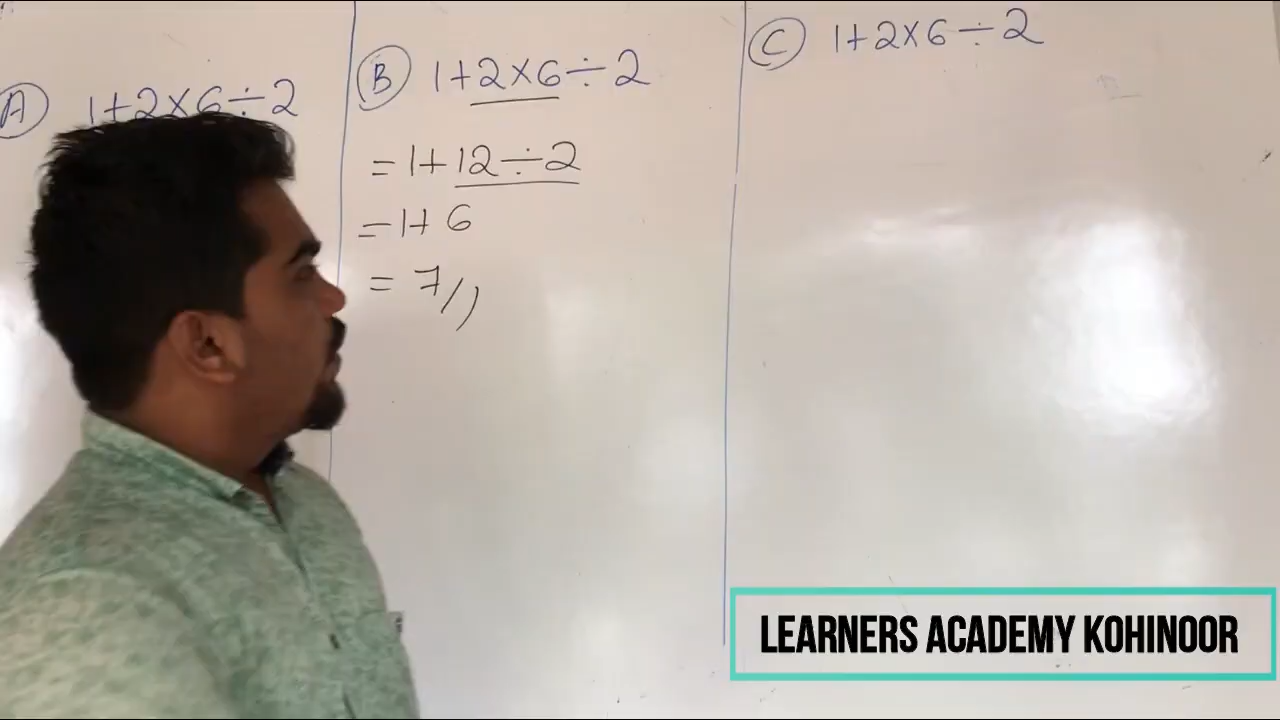 A 1+2×6÷2
B 1+2×6÷2
=1+12÷2
=1+6
= 7//
C 1+2×6÷2
LEARNERS ACADEMY KOHINOOR